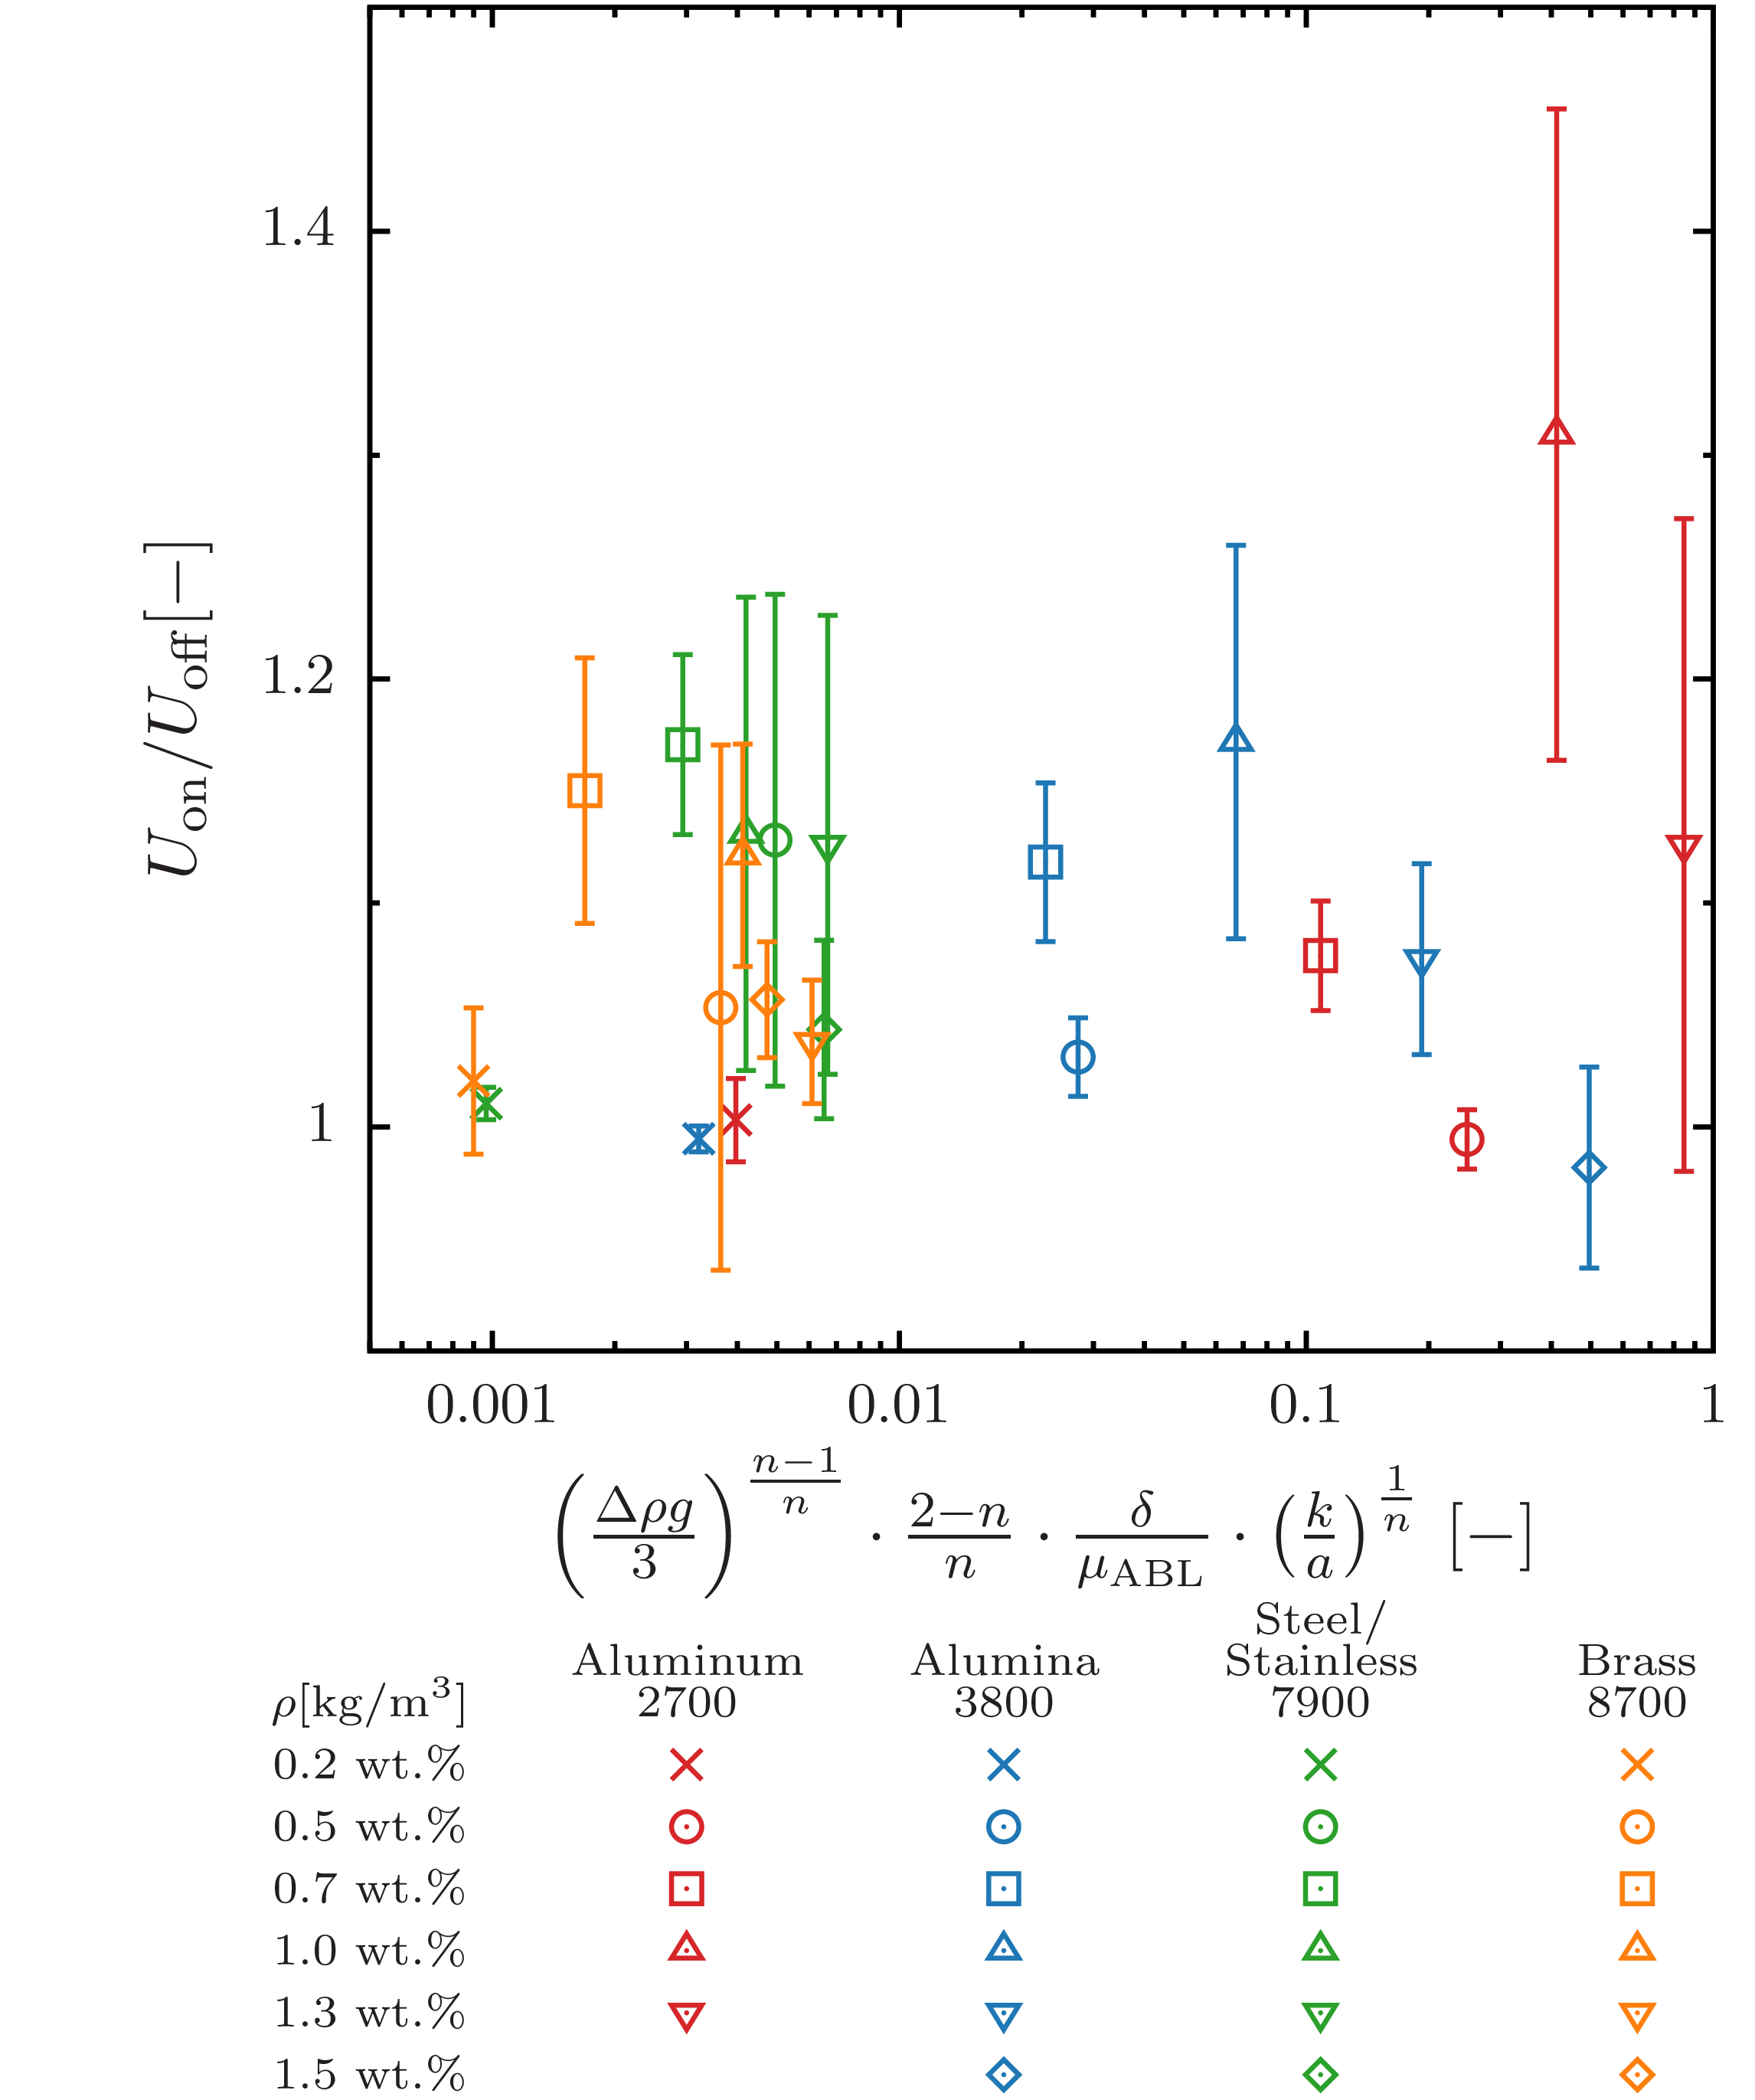 1.4
1.2
1
U_on/U_off[−]
0.001 0.01 0.1 1
(Δρg/3)^((n−1)/n) · (2−n)/n · δ/μ_ABL · (k/a)^(1/n) [−]
Steel/
Aluminum Alumina Stainless Brass
ρ[kg/m³] 2700 3800 7900 8700
0.2 wt.%
0.5 wt.%
0.7 wt.%
1.0 wt.%
1.3 wt.%
1.5 wt.%